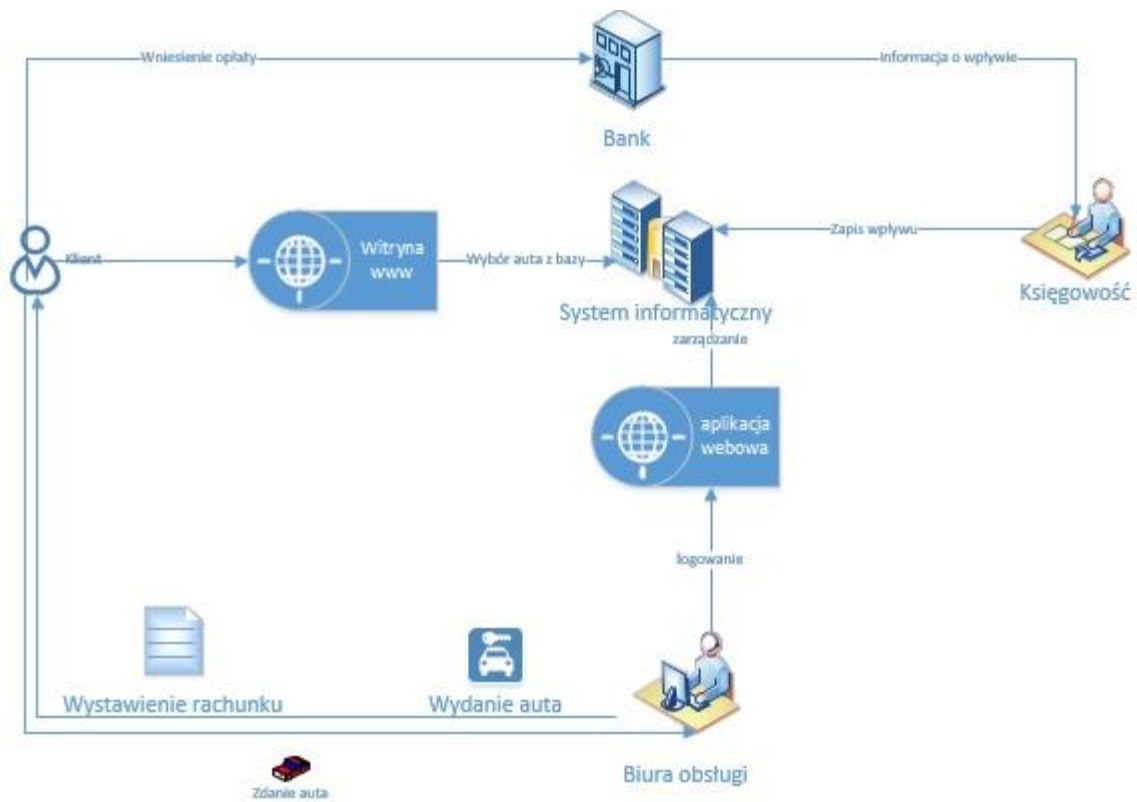 Wniesienie opłaty
Informacja o wpływie
Bank
Klient
Witryna
www
Wybór auta z bazy
Zapis wpływu
Księgowość
System informatyczny
zarządzanie
aplikacja
webowa
logowanie
Wystawienie rachunku
Wydanie auta
Biura obsługi
Zdanie auta